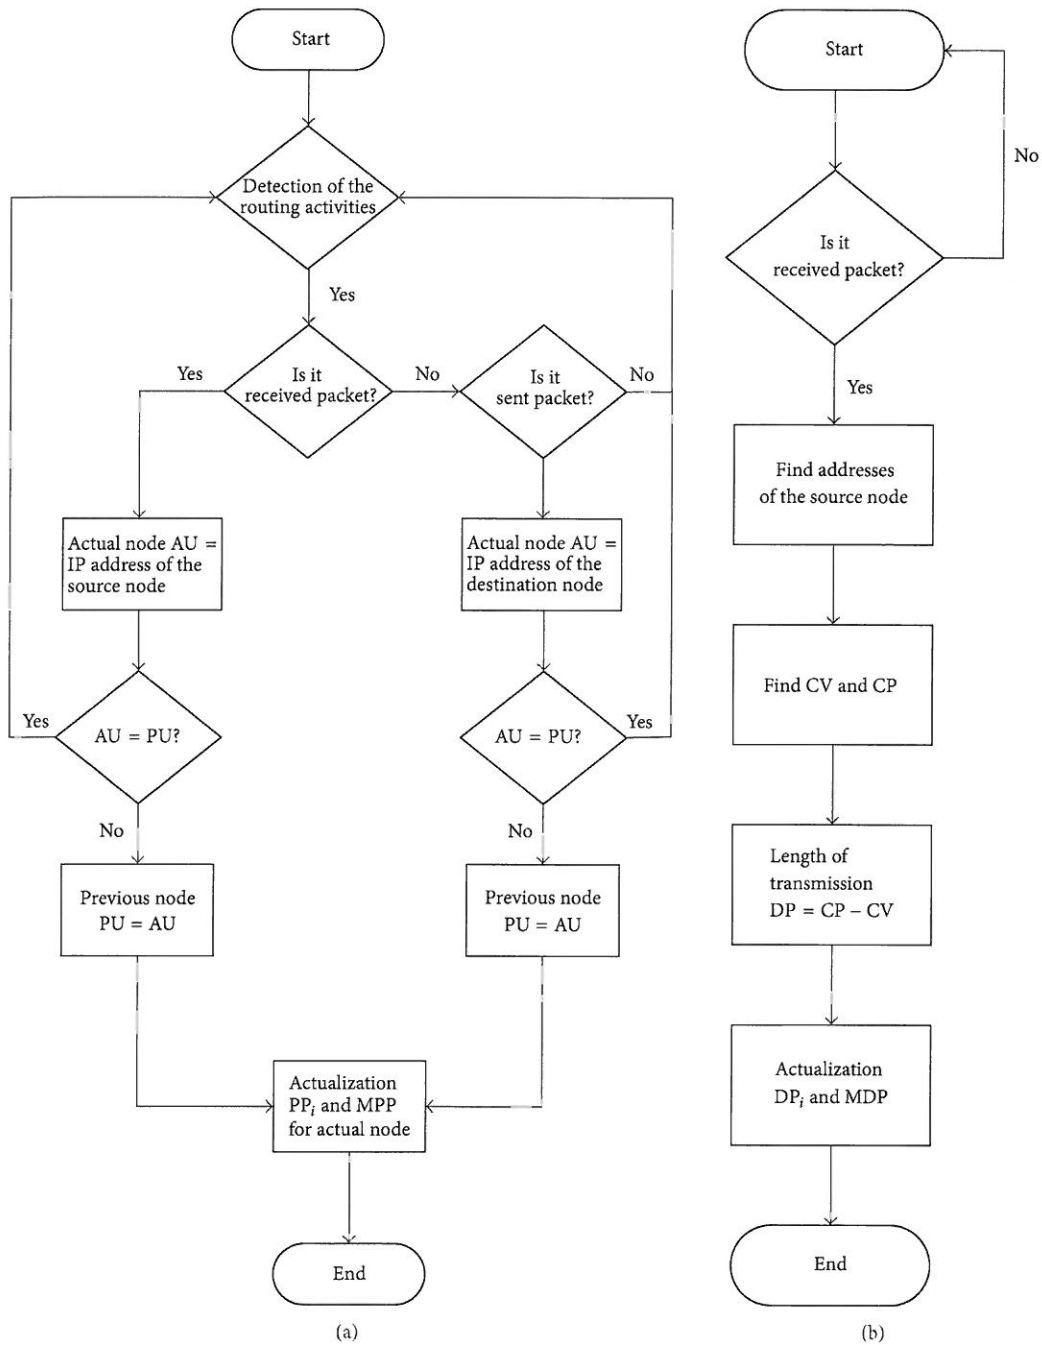 Start
Detection of the
routing activities
Yes
Is it
received packet?
Yes
No
Is it
sent packet?
No
Actual node AU =
IP address of the
source node
Actual node AU =
IP address of the
destination node
AU = PU?
Yes
AU = PU?
Yes
No
No
Previous node
PU = AU
Previous node
PU = AU
Actualization
PPᵢ and MPP
for actual node
End
(a)
Start
No
Is it
received packet?
Yes
Find addresses
of the source node
Find CV and CP
Length of
transmission
DP = CP − CV
Actualization
DPᵢ and MDP
End
(b)